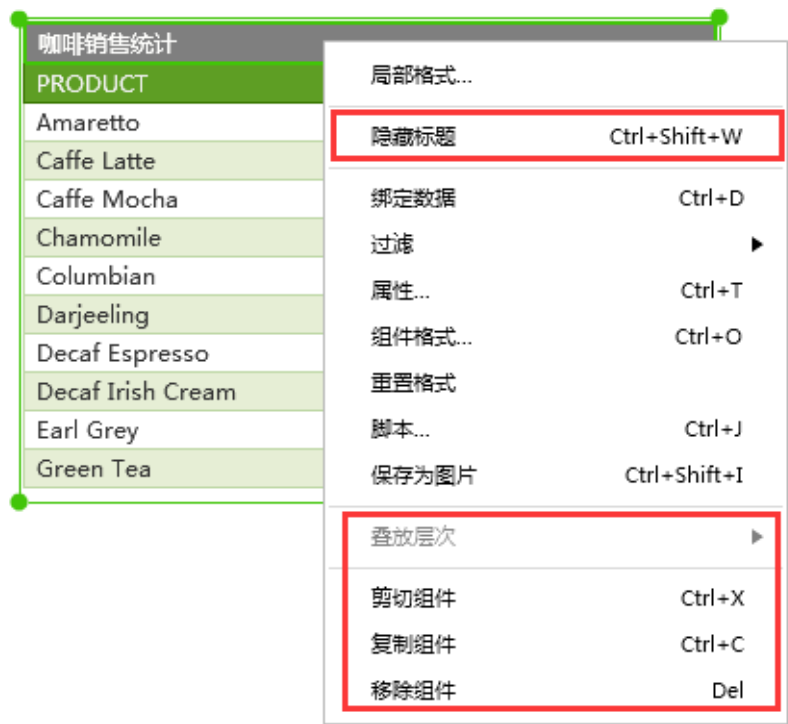 咖啡销售统计
PRODUCT
Amaretto
Caffe Latte
Caffe Mocha
Chamomile
Columbian
Darjeeling
Decaf Espresso
Decaf Irish Cream
Earl Grey
Green Tea
局部格式...
隐藏标题 Ctrl+Shift+W
绑定数据 Ctrl+D
过滤
属性... Ctrl+T
组件格式... Ctrl+O
重置格式
脚本... Ctrl+J
保存为图片 Ctrl+Shift+I
叠放层次
剪切组件 Ctrl+X
复制组件 Ctrl+C
移除组件 Del